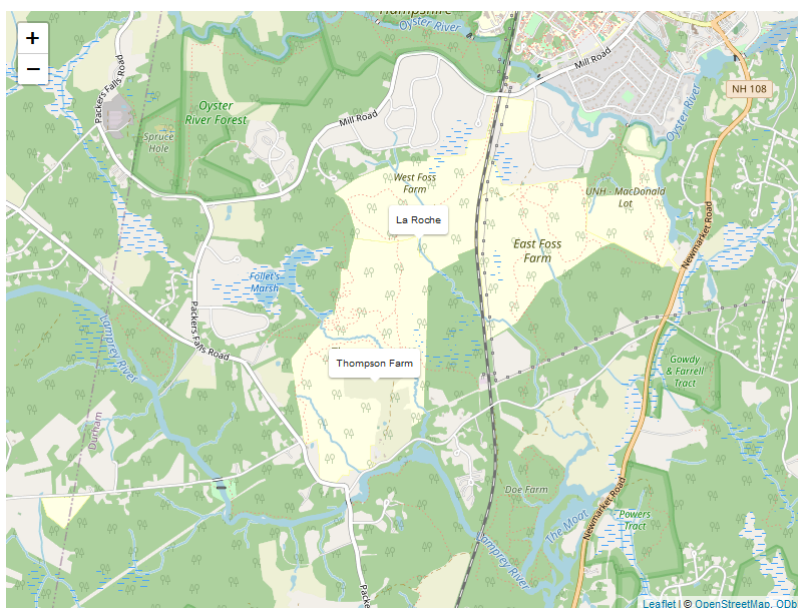 Hampshire
Oyster River
+
−
Packers Falls Road
Mill Road
NH 108
Oyster
River Forest
Oyster River
Mill Road
Spruce
Hole
West Foss
Farm
UNH - MacDonald
Lot
La Roche
East Foss
Farm
Newmarket Road
Follet's
Marsh
Lamprey River
Packers Falls Road
Thompson Farm
Gowdy
& Farrell
Tract
Durham
Doe Farm
Newmarket Road
The Moat
Powers
Tract
Lamprey River
Packe
Leaflet | © OpenStreetMap, ODb